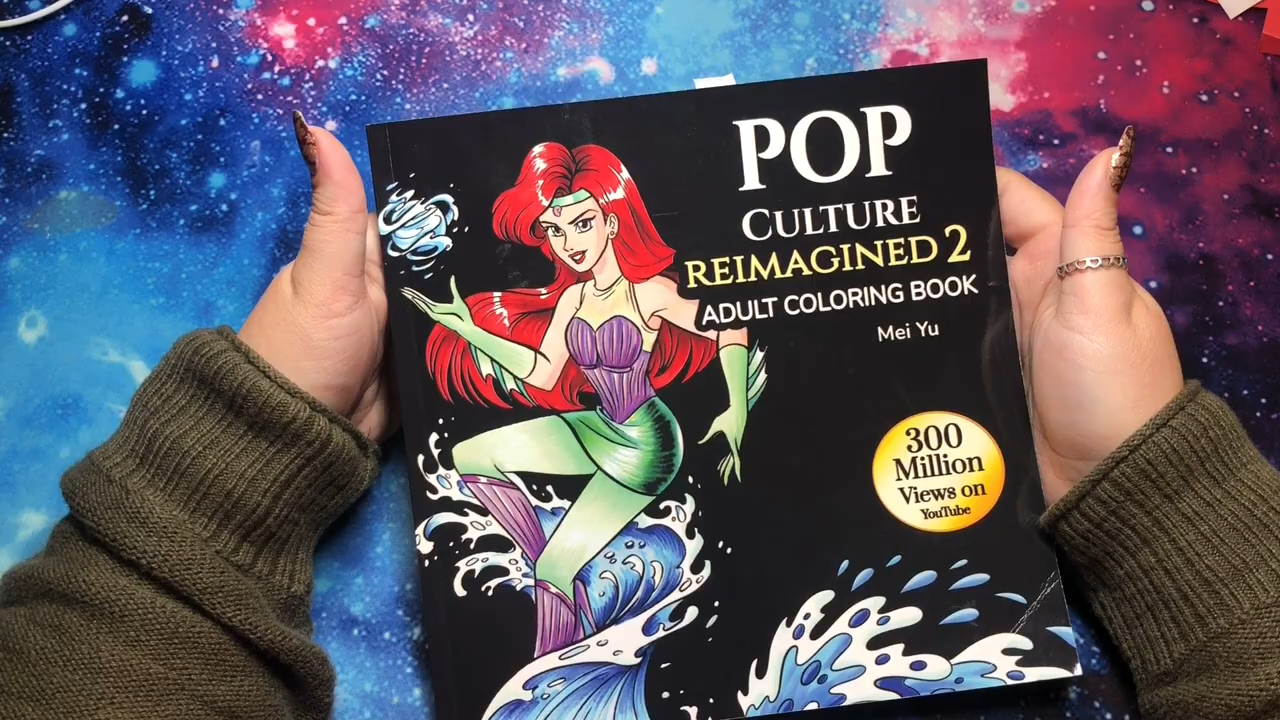 POP
CULTURE
REIMAGINED 2
ADULT COLORING BOOK
Mei Yu
300
Million
Views on
YouTube